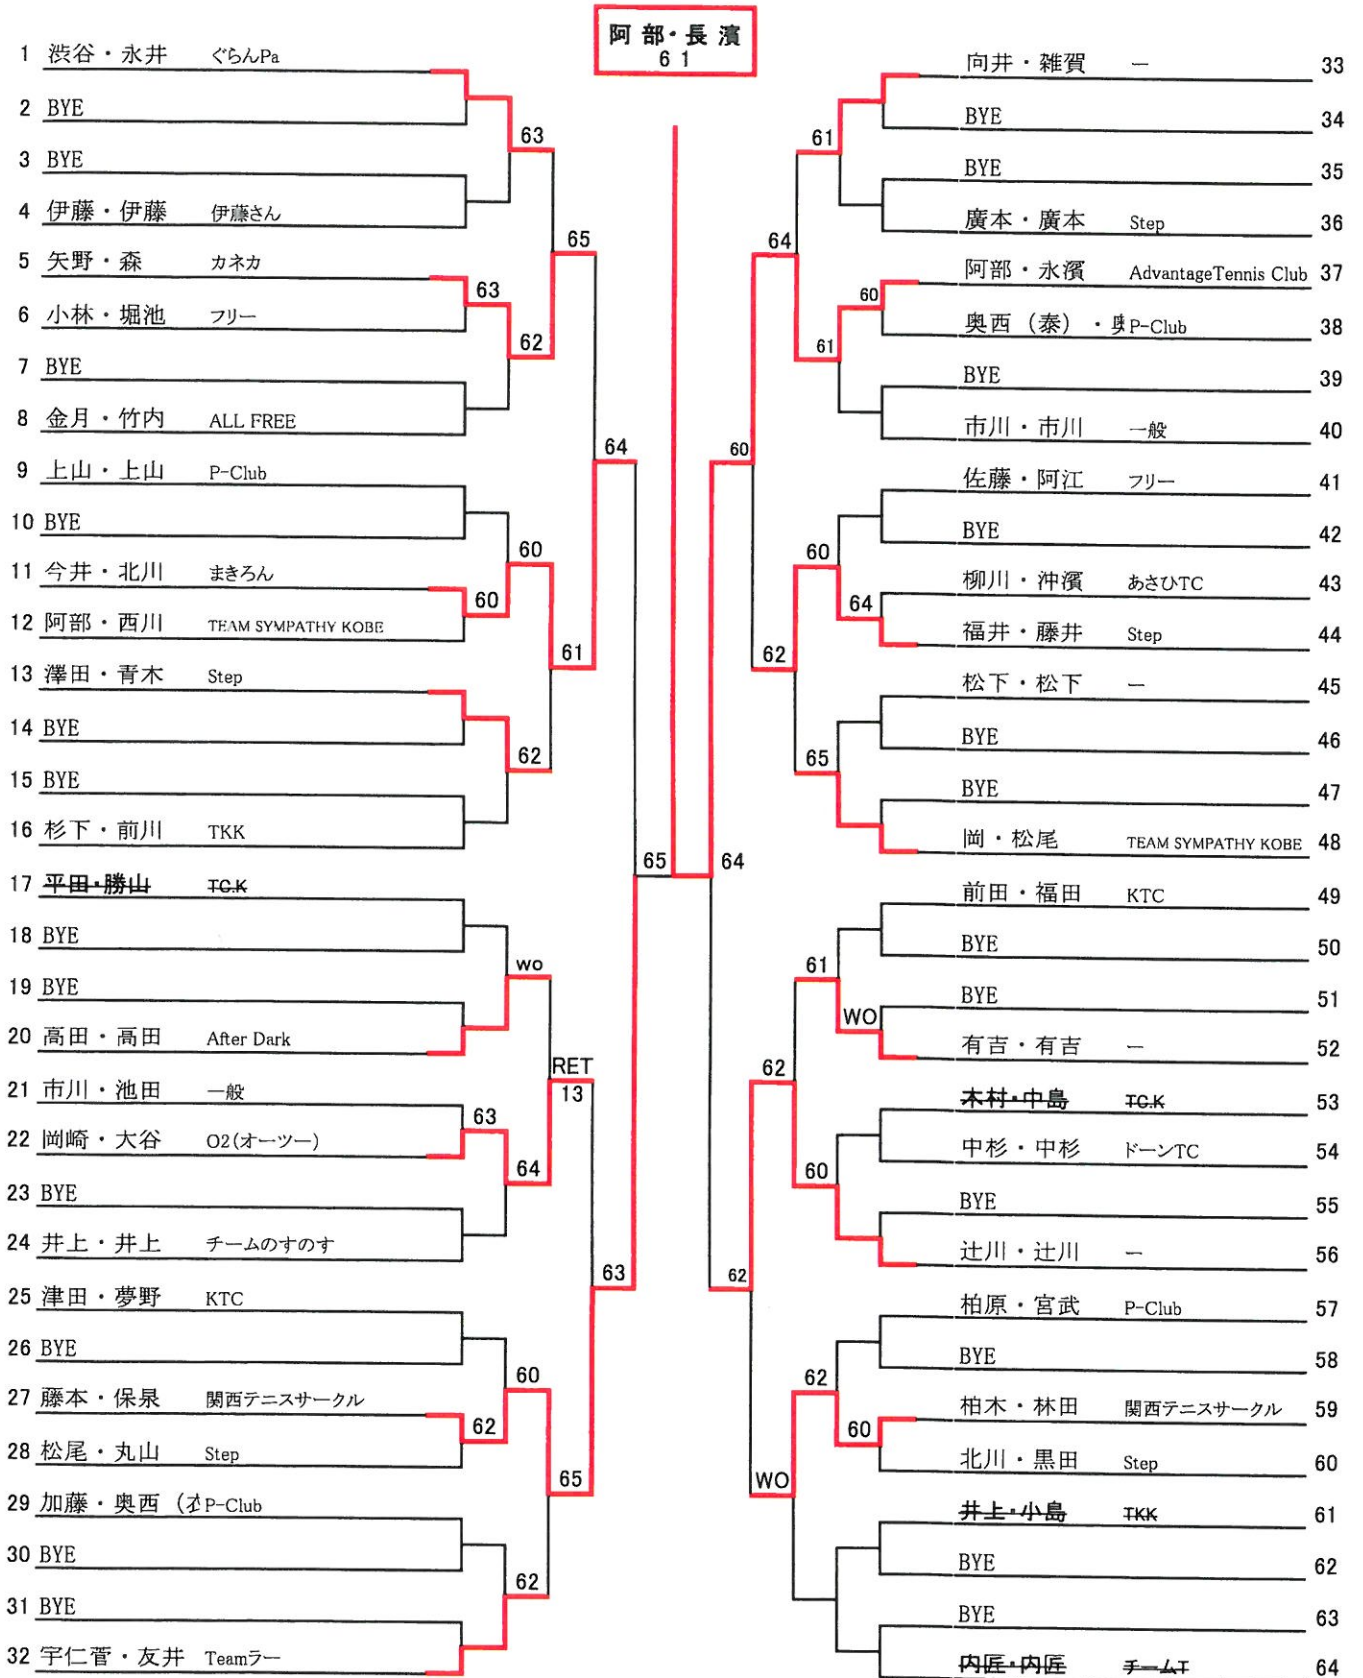 阿部・長濱
6 1
1 渋谷・永井 ぐらんPa
2 BYE
3 BYE
4 伊藤・伊藤 伊藤さん
5 矢野・森 カネカ
6 小林・堀池 フリー
7 BYE
8 金月・竹内 ALL FREE
9 上山・上山 P-Club
10 BYE
11 今井・北川 まきろん
12 阿部・西川 TEAM SYMPATHY KOBE
13 澤田・青木 Step
14 BYE
15 BYE
16 杉下・前川 TKK
17 平田・勝山 TC.K
18 BYE
19 BYE
20 高田・高田 After Dark
21 市川・池田 一般
22 岡崎・大谷 O2(オーツー)
23 BYE
24 井上・井上 チームのすのす
25 津田・夢野 KTC
26 BYE
27 藤本・保泉 関西テニスサークル
28 松尾・丸山 Step
29 加藤・奥西(衣 P-Club
30 BYE
31 BYE
32 宇仁菅・友井 Teamラー
63
65
63
62
64
60
60
61
62
65
wo
RET
13
63
64
63
60
62
65
62
向井・雑賀 ー 33
BYE 34
BYE 35
廣本・廣本 Step 36
阿部・永濱 AdvantageTennis Club 37
奥西(泰)・奥 P-Club 38
BYE 39
市川・市川 一般 40
佐藤・阿江 フリー 41
BYE 42
柳川・沖濱 あさひTC 43
福井・藤井 Step 44
松下・松下 ー 45
BYE 46
BYE 47
岡・松尾 TEAM SYMPATHY KOBE 48
前田・福田 KTC 49
BYE 50
BYE 51
有吉・有吉 ー 52
木村・中島 TC.K 53
中杉・中杉 ドーンTC 54
BYE 55
辻川・辻川 ー 56
柏原・宮武 P-Club 57
BYE 58
柏木・林田 関西テニスサークル 59
北川・黒田 Step 60
井上・小島 TKK 61
BYE 62
BYE 63
内匠・内匠 チームT 64
61
64
60
61
60
60
64
62
65
64
61
WO
62
60
62
62
60
WO